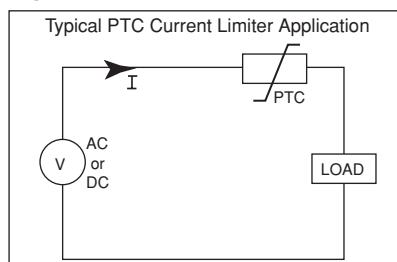 Typical PTC Current Limiter Application
I
PTC
V
AC
or
DC
LOAD